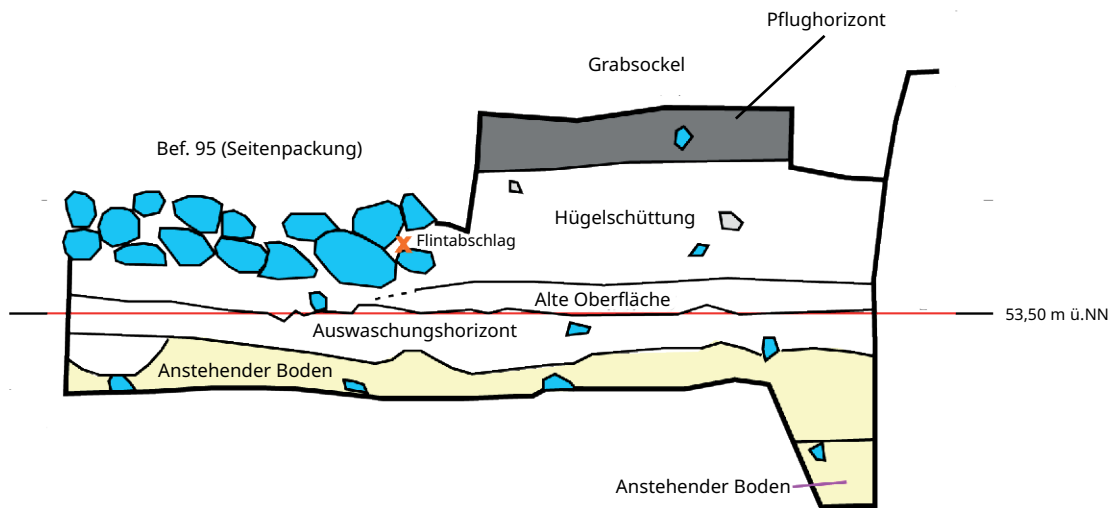 Pflughorizont
Grabsockel
Bef. 95 (Seitenpackung)
Hügelschüttung
Flintabschlag
Alte Oberfläche
53,50 m ü.NN
Auswaschungshorizont
Anstehender Boden
Anstehender Boden